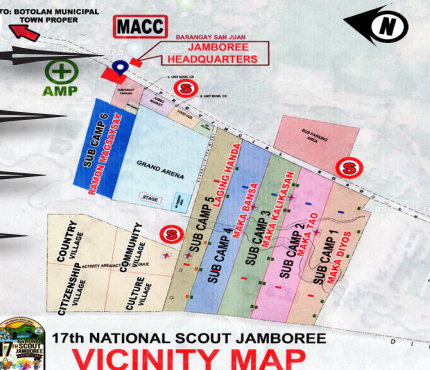 TO: BOTOLAN MUNICIPAL
TOWN PROPER
MACC
BARANGAY SAN JUAN
JAMBOREE
HEADQUARTERS
N
AMP
S
SUB CAMP 6
RAMON MAGSAYSAY
GRAND ARENA
STAGE
BUS PARKING
AREA
S
S
SUB CAMP 5
LAGING HANDA
SUB CAMP 4
MAKA BANSA
SUB CAMP 3
MAKA KALIKASAN
SUB CAMP 2
MAKA TAO
SUB CAMP 1
MAKA DIYOS
COUNTRY
VILLAGE
COMMUNITY
VILLAGE
CITIZENSHIP
VILLAGE
CULTURE
VILLAGE
17th NATIONAL SCOUT JAMBOREE
VICINITY MAP